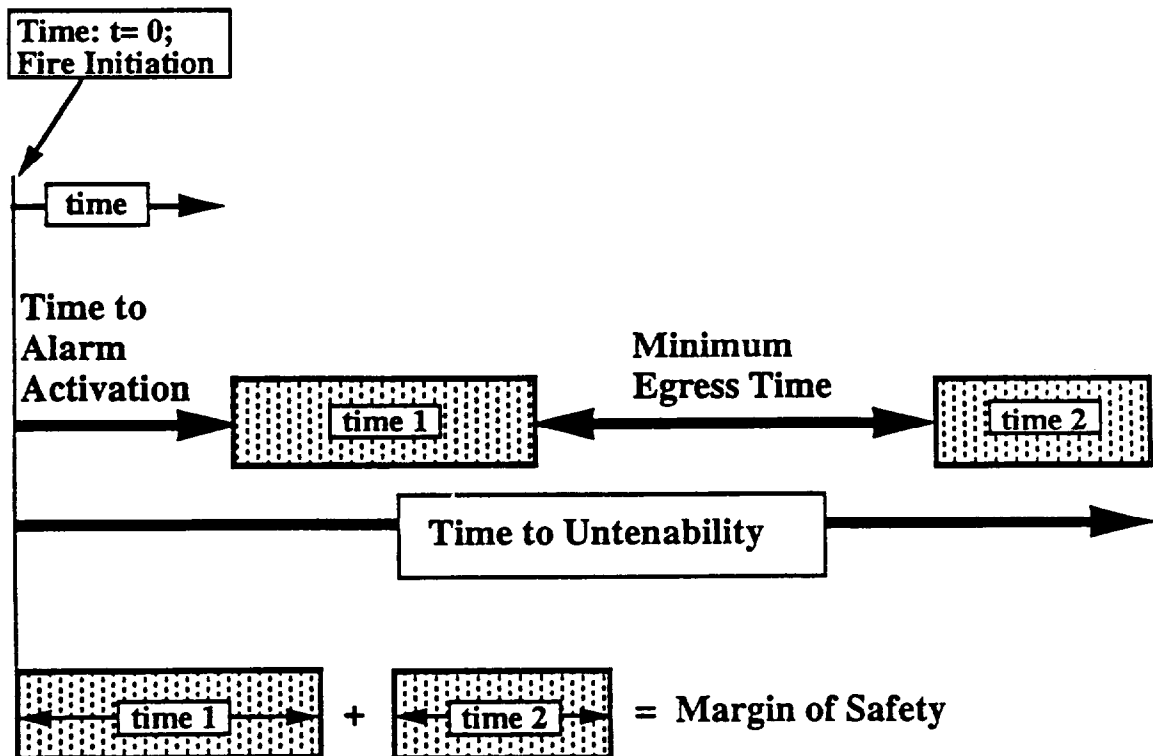 Time: t= 0;
Fire Initiation
time
Time to
Alarm
Activation
time 1
Minimum
Egress Time
time 2
Time to Untenability
time 1 + time 2 = Margin of Safety